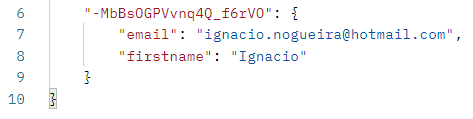 6 "-MbBsOGPVvnq4Q_f6rVO": {
7 "email": "ignacio.nogueira@hotmail.com",
8 "firstname": "Ignacio"
9 }
10 }